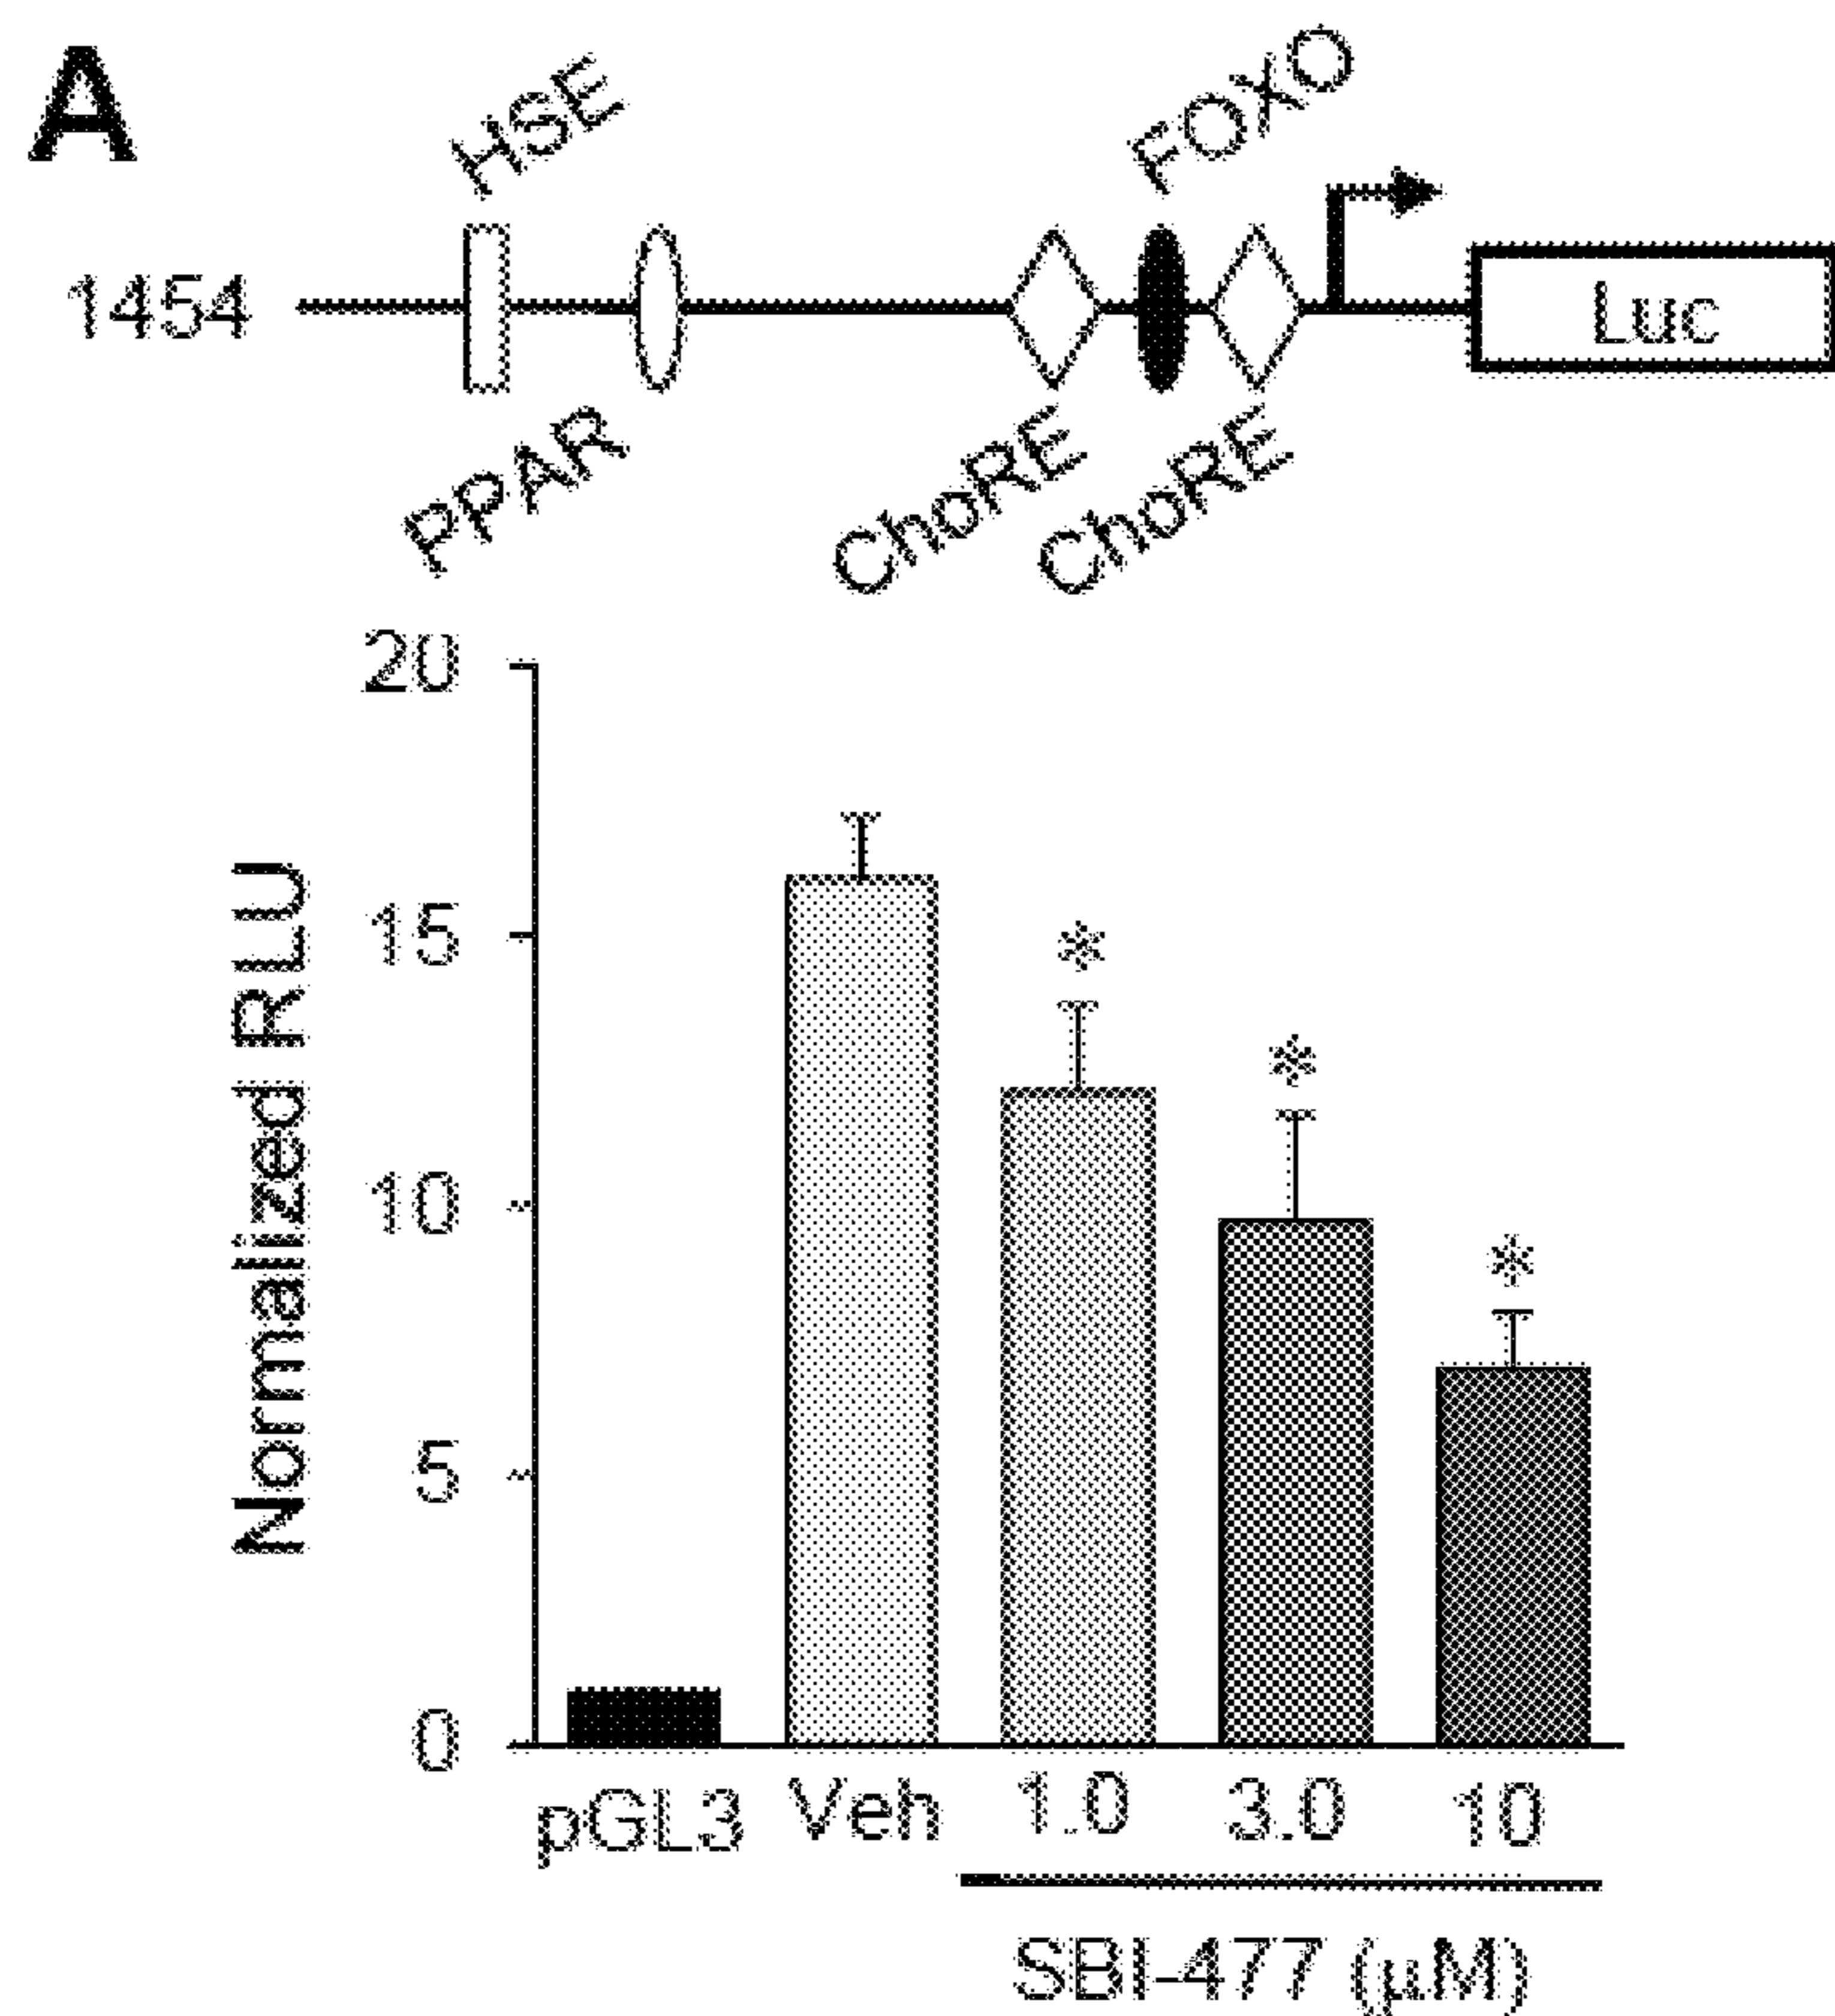 A
HSE
FOXO
1454
Luc
PPAR
ChoRE
ChoRE
Normalized RLU
20
15
10
5
0
*
*
*
pGL3 Veh 1.0 3.0 10
SBI-477 (μM)